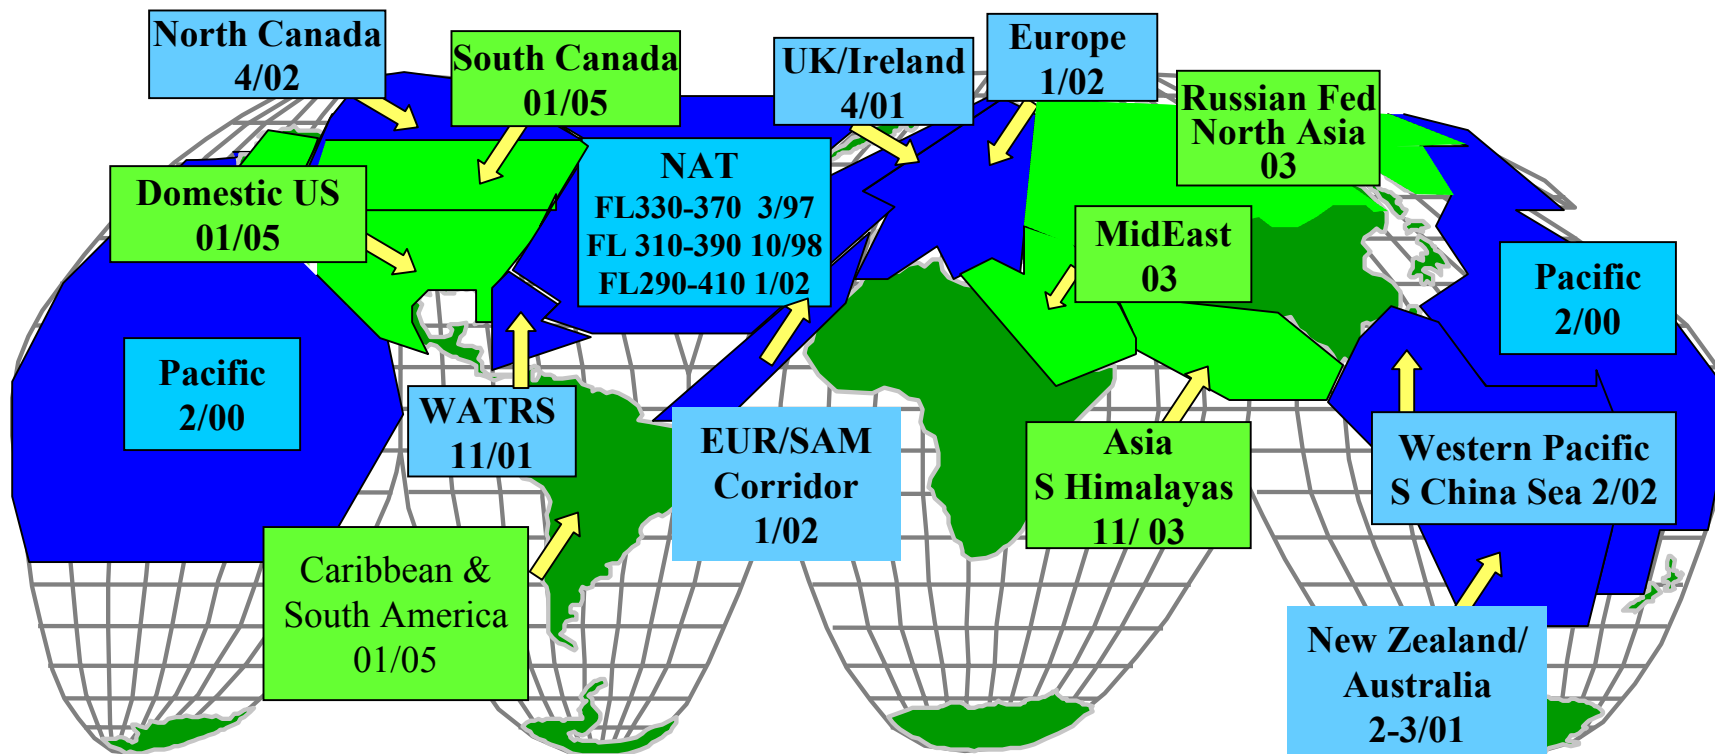 North Canada
4/02
South Canada
01/05
UK/Ireland
4/01
Europe
1/02
Russian Fed
North Asia
03
Domestic US
01/05
NAT
FL330-370 3/97
FL 310-390 10/98
FL290-410 1/02
MidEast
03
Pacific
2/00
Pacific
2/00
WATRS
11/01
EUR/SAM
Corridor
1/02
Asia
S Himalayas
11/ 03
Western Pacific
S China Sea 2/02
Caribbean &
South America
01/05
New Zealand/
Australia
2-3/01